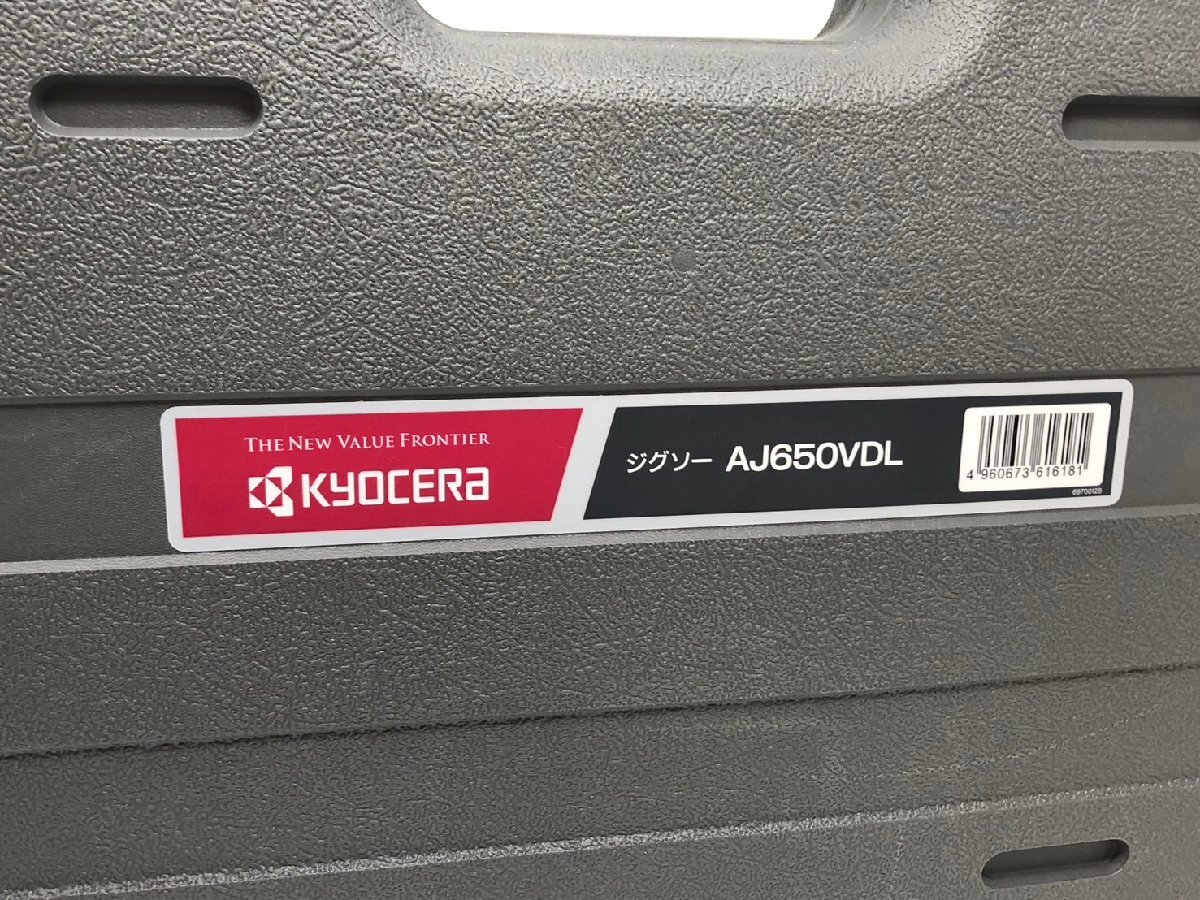 THE NEW VALUE FRONTIER
KYOCERA
ジグソー AJ650VDL
4 960673 616181